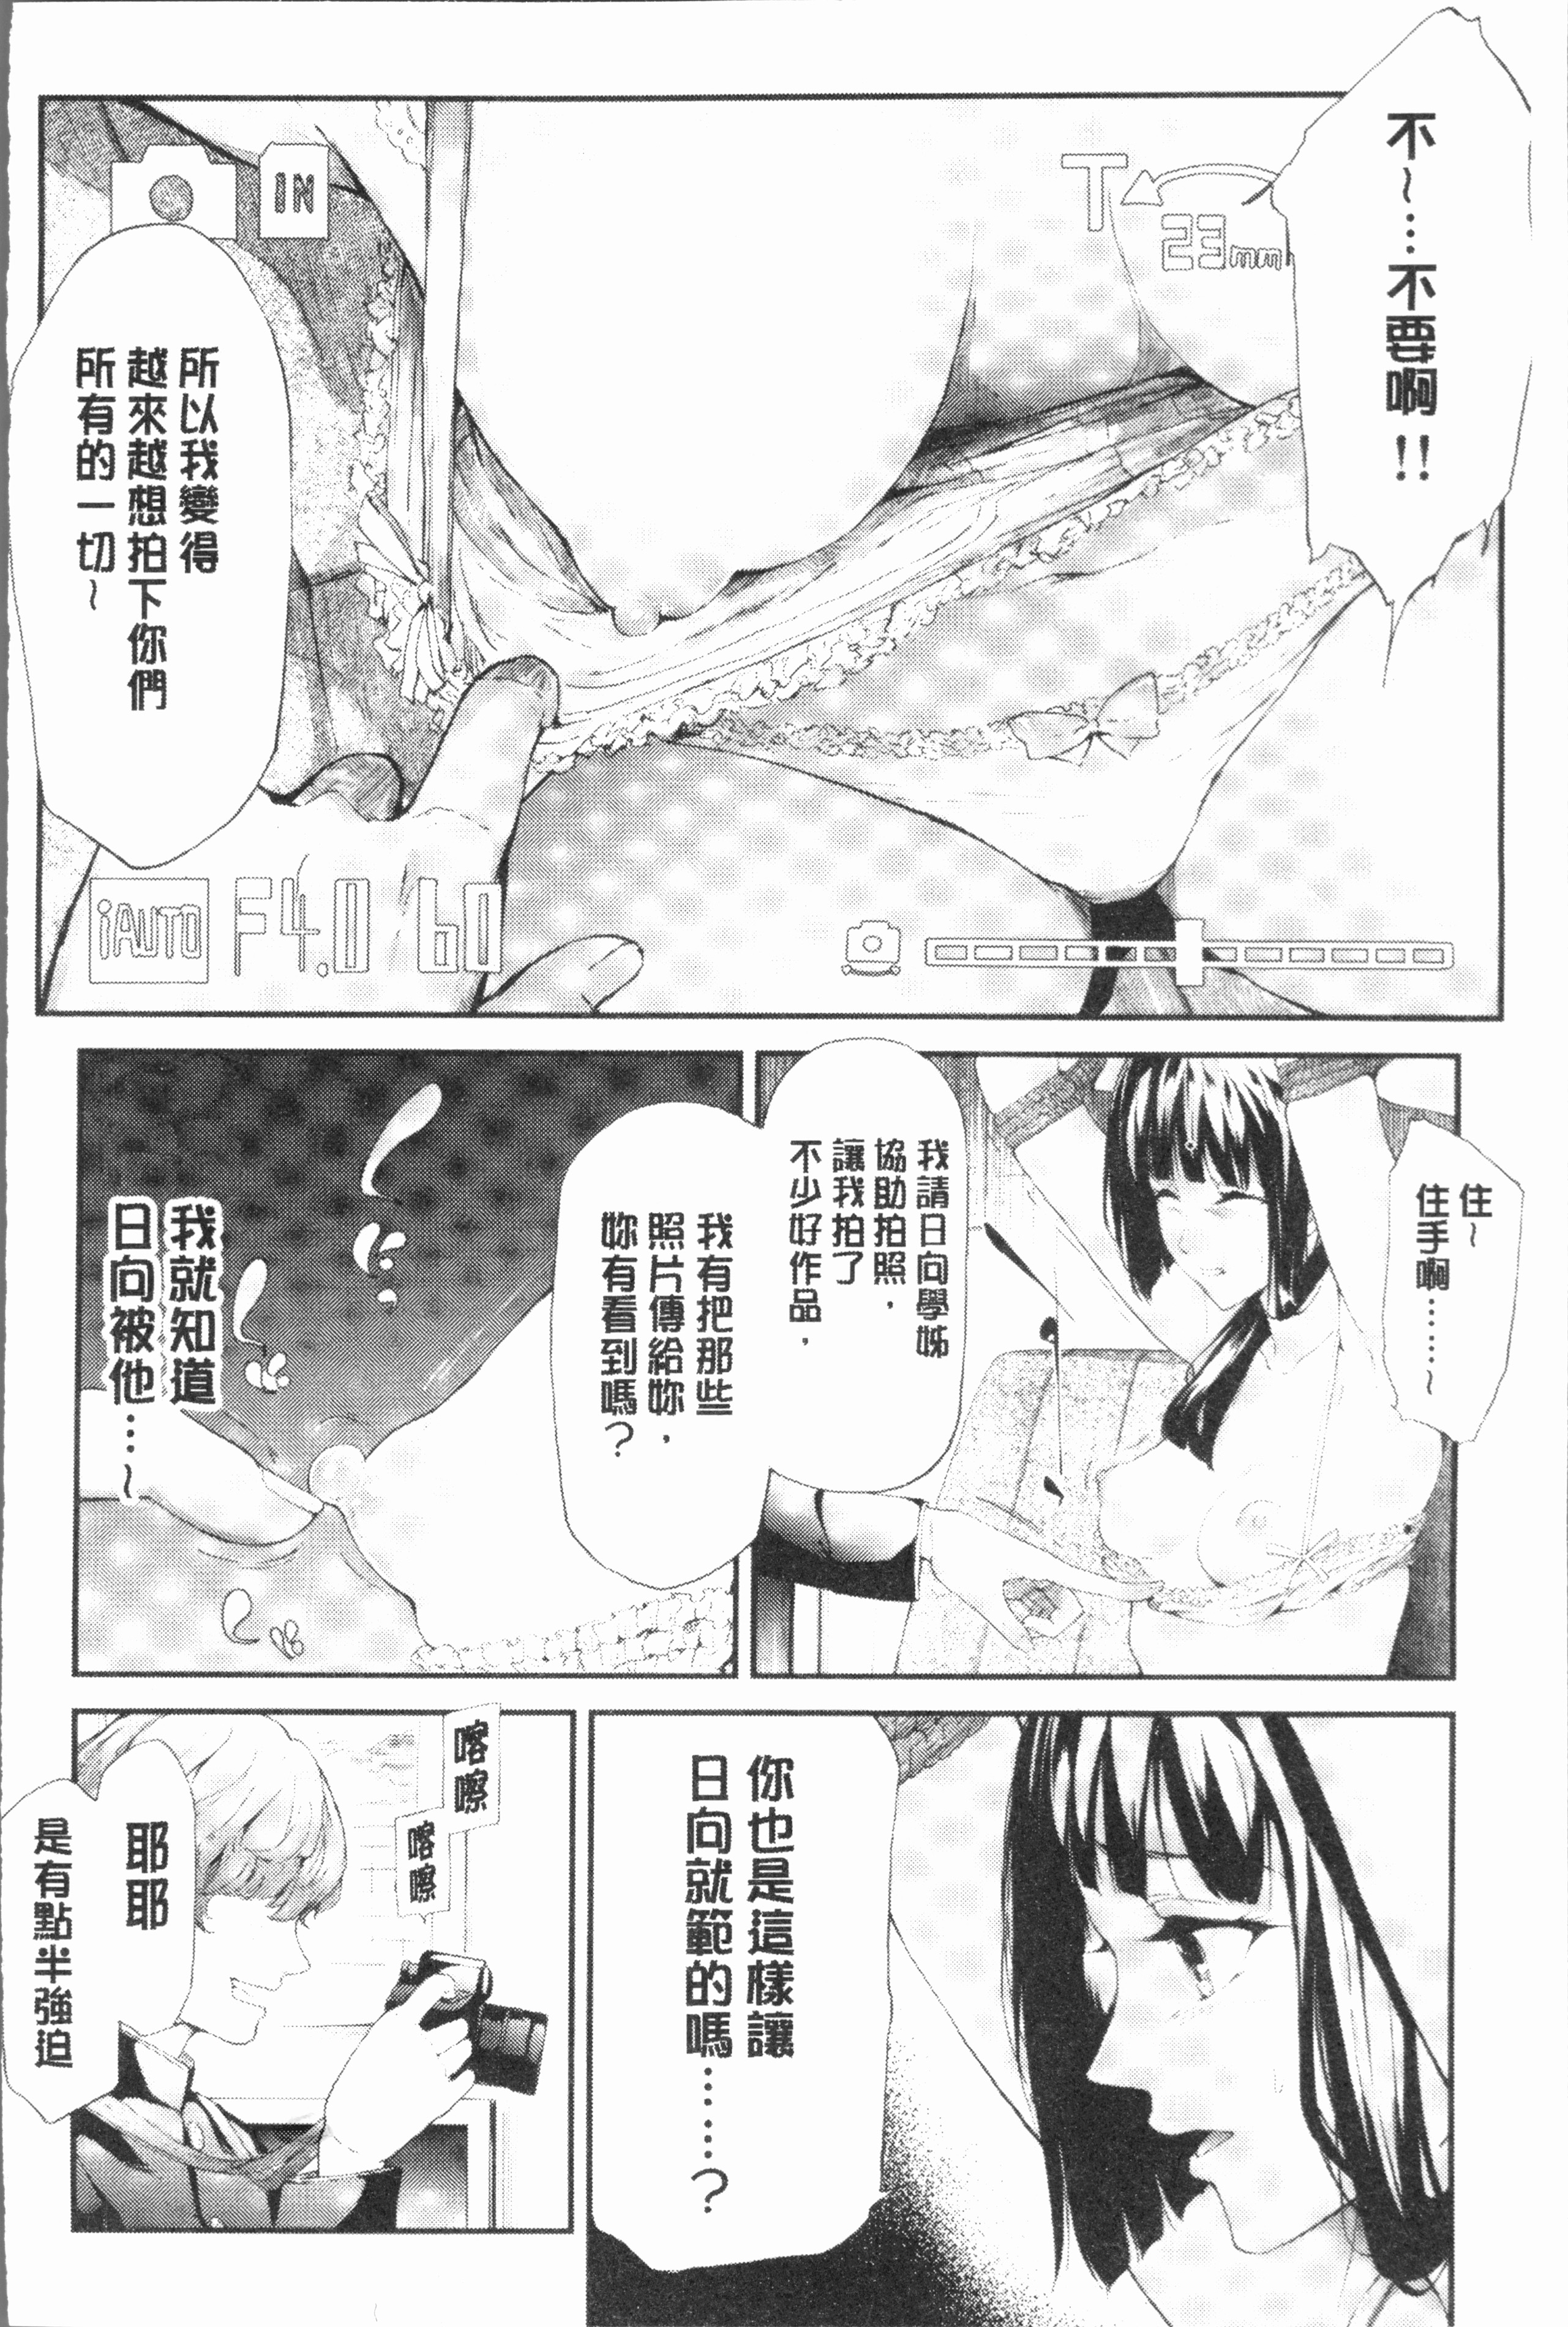 不～…不要啊!!
IN
T
23mm
所以我變得
越來越想拍下你們
所有的一切～
iAUTO
F4.0
60
住～
住手啊……～
我請日向學姊
協助拍照，
讓我拍了
不少好作品，
我有把那些
照片傳給妳，
妳有看到嗎？
我就知道
日向被他…～
你也是這樣讓
日向就範的嗎……？
喀嚓
喀嚓
耶耶
是有點半強迫